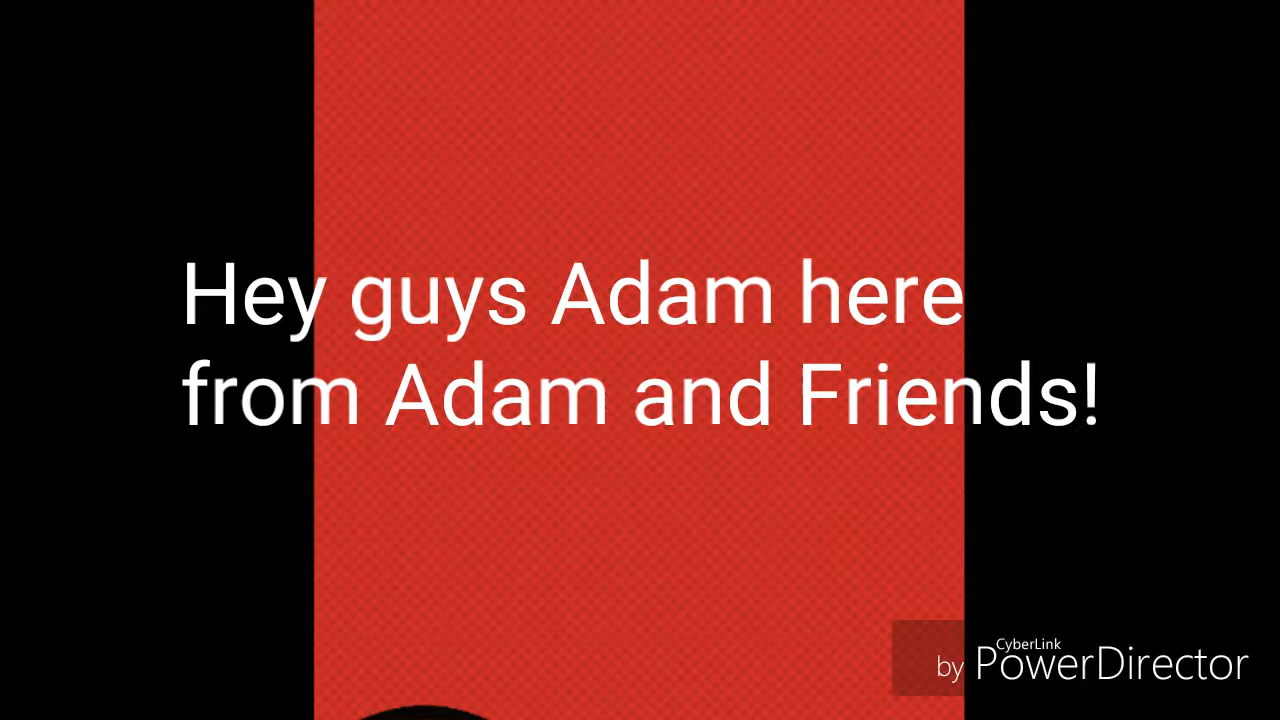 Hey guys Adam here
from Adam and Friends!
CyberLink
by PowerDirector